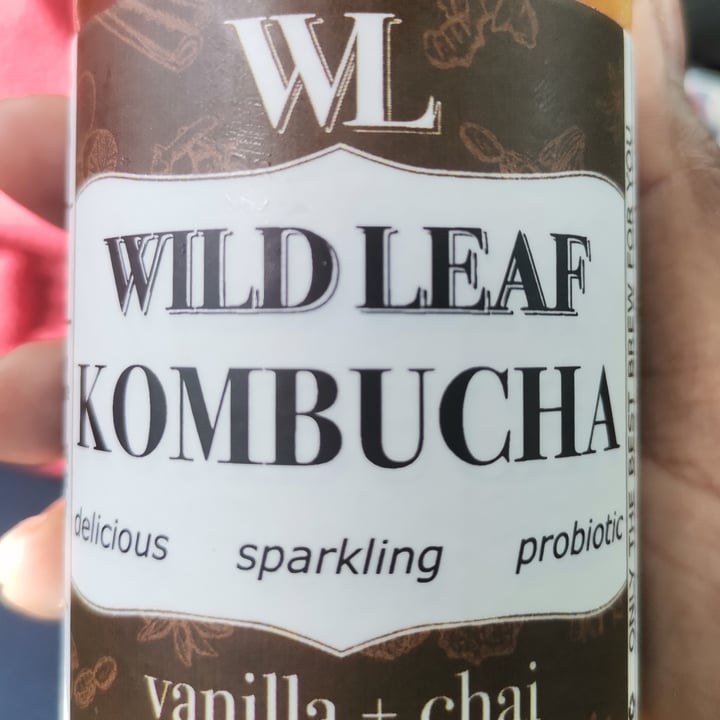 WL
WILD LEAF
KOMBUCHA
delicious sparkling probiotic
vanilla + chai
ONLY THE BEST BREW FOR YOU